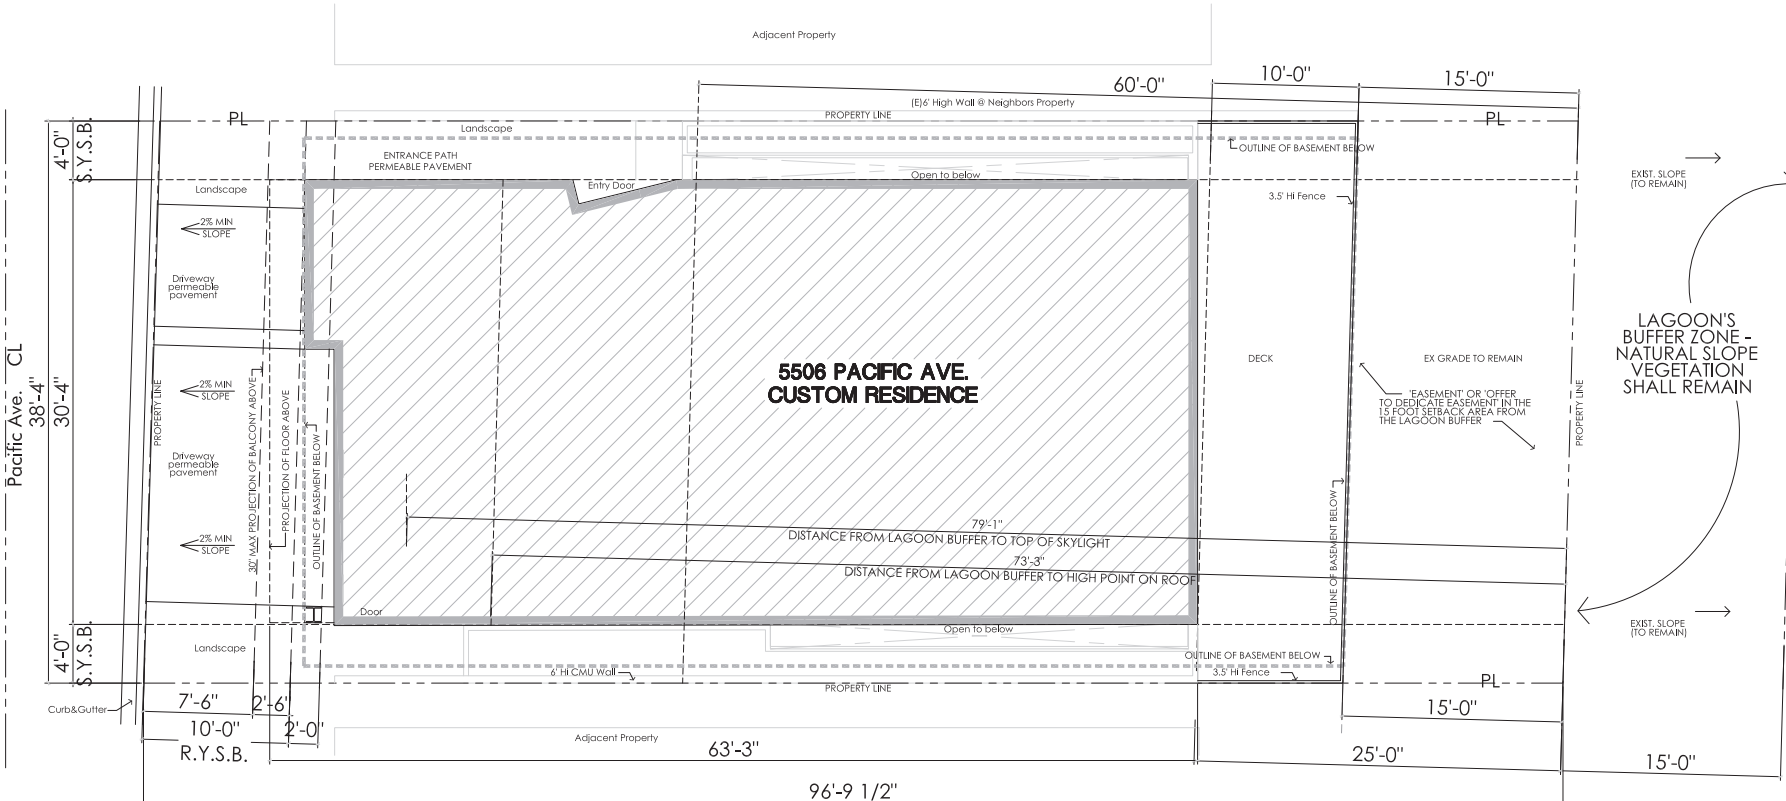 Adjacent Property
60'-0"
10'-0"
15'-0"
(E)6' High Wall @ Neighbors Property
PL
PROPERTY LINE
PL
Landscape
4'-0"
S.Y.S.B.
ENTRANCE PATH
PERMEABLE PAVEMENT
OUTLINE OF BASEMENT BELOW
Open to below
Entry Door
Landscape
3.5' Hi Fence
EXIST. SLOPE
(TO REMAIN)
2% MIN
SLOPE
Driveway
permeable
pavement
Pacific Ave.
CL
38'-4"
30'-4"
PROPERTY LINE
2% MIN
SLOPE
Driveway
permeable
pavement
2% MIN
SLOPE
30" MAX PROJECTION OF BALCONY ABOVE
PROJECTION OF FLOOR ABOVE
OUTLINE OF BASEMENT BELOW
5506 PACIFIC AVE.
CUSTOM RESIDENCE
DECK
EX GRADE TO REMAIN
'EASEMENT' OR 'OFFER
TO DEDICATE EASEMENT' IN THE
15 FOOT SETBACK AREA FROM
THE LAGOON BUFFER
PROPERTY LINE
LAGOON'S
BUFFER ZONE -
NATURAL SLOPE
VEGETATION
SHALL REMAIN
79'-1"
DISTANCE FROM LAGOON BUFFER TO TOP OF SKYLIGHT
73'-3"
DISTANCE FROM LAGOON BUFFER TO HIGH POINT ON ROOF
OUTLINE OF BASEMENT BELOW
Door
Open to below
EXIST. SLOPE
(TO REMAIN)
4'-0"
S.Y.S.B.
Landscape
OUTLINE OF BASEMENT BELOW
6' Hi CMU Wall
3.5' Hi Fence
PROPERTY LINE
PL
Curb&Gutter
7'-6"
2'-6"
15'-0"
10'-0"
2'-0"
R.Y.S.B.
Adjacent Property
63'-3"
25'-0"
15'-0"
96'-9 1/2"